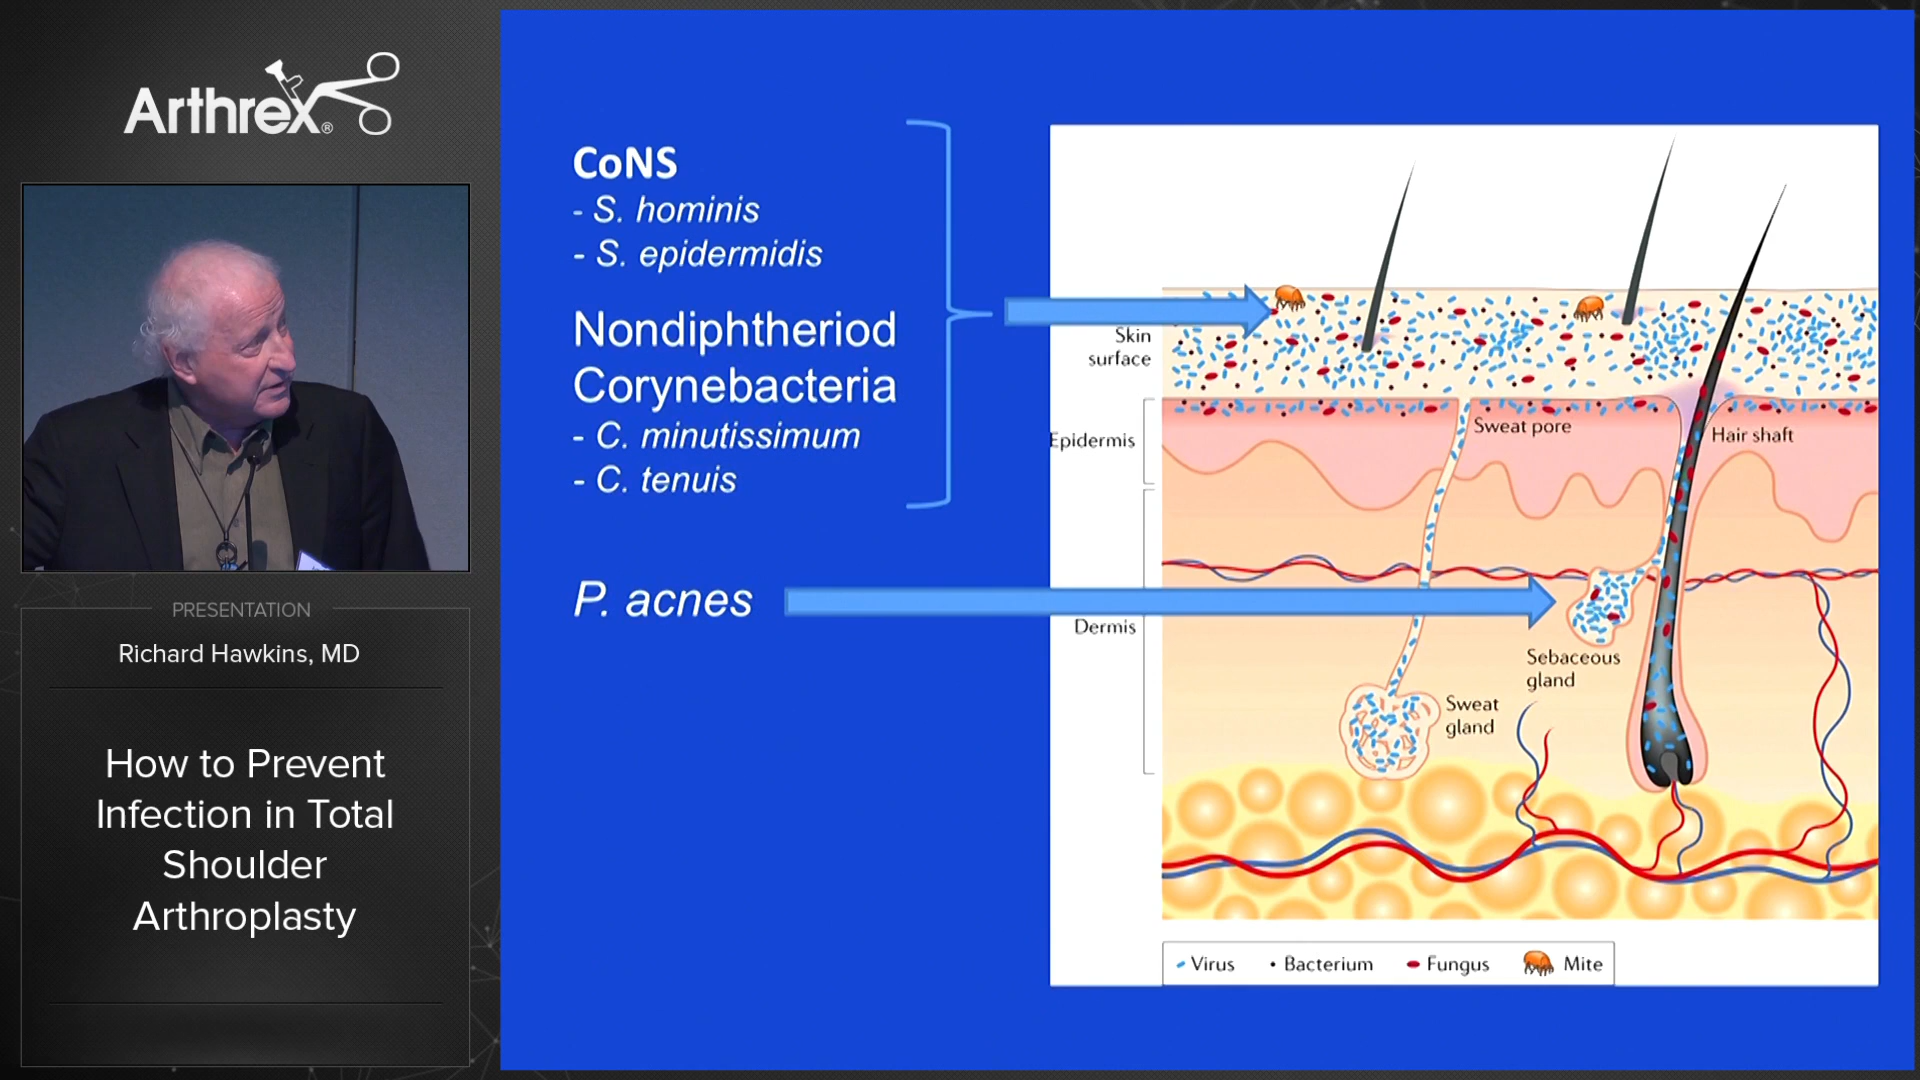 Arthrex®
PRESENTATION
Richard Hawkins, MD
How to Prevent
Infection in Total
Shoulder
Arthroplasty
CoNS
- S. hominis
- S. epidermidis
Nondiphtheriod
Corynebacteria
- C. minutissimum
- C. tenuis
P. acnes
Skin
surface
Epidermis
Sweat pore
Hair shaft
Dermis
Sebaceous
gland
Sweat
gland
Virus
Bacterium
Fungus
Mite